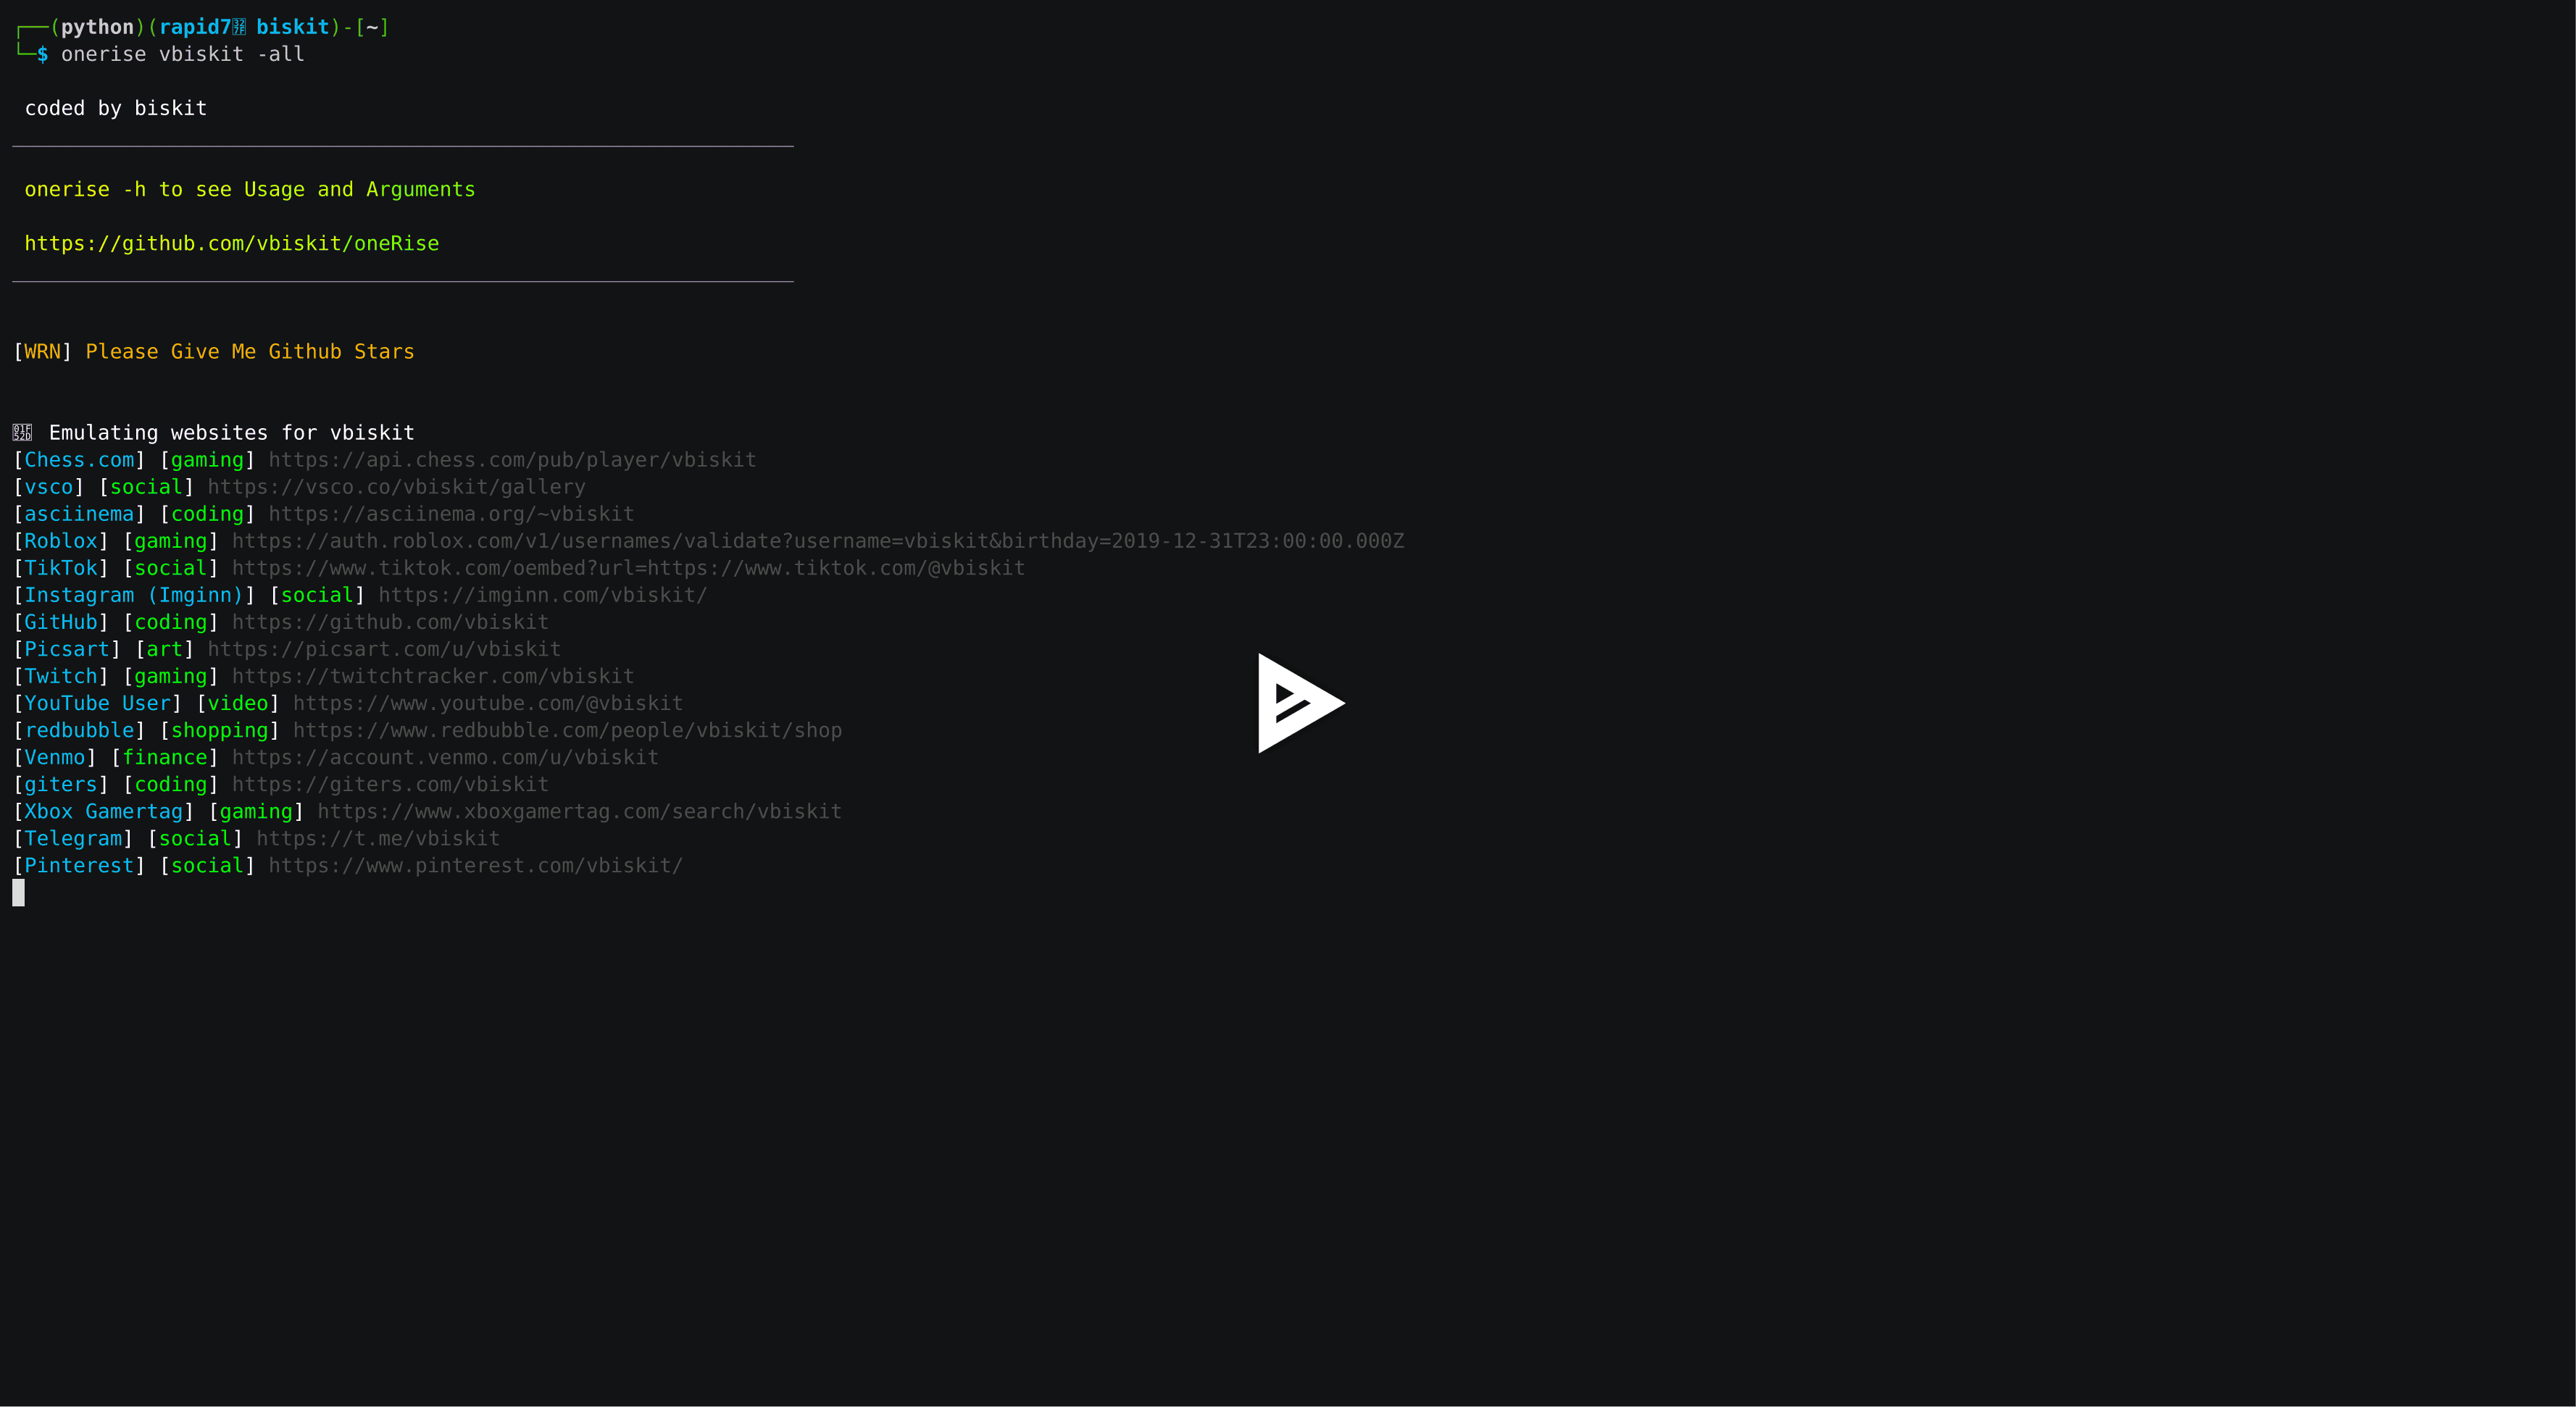 ┌──(python)(rapid7 biskit)-[~]
└─$ onerise vbiskit -all
coded by biskit
onerise -h to see Usage and Arguments
https://github.com/vbiskit/oneRise
[WRN] Please Give Me Github Stars
Emulating websites for vbiskit
[Chess.com] [gaming] https://api.chess.com/pub/player/vbiskit
[vsco] [social] https://vsco.co/vbiskit/gallery
[asciinema] [coding] https://asciinema.org/~vbiskit
[Roblox] [gaming] https://auth.roblox.com/v1/usernames/validate?username=vbiskit&birthday=2019-12-31T23:00:00.000Z
[TikTok] [social] https://www.tiktok.com/oembed?url=https://www.tiktok.com/@vbiskit
[Instagram (Imginn)] [social] https://imginn.com/vbiskit/
[GitHub] [coding] https://github.com/vbiskit
[Picsart] [art] https://picsart.com/u/vbiskit
[Twitch] [gaming] https://twitchtracker.com/vbiskit
[YouTube User] [video] https://www.youtube.com/@vbiskit
[redbubble] [shopping] https://www.redbubble.com/people/vbiskit/shop
[Venmo] [finance] https://account.venmo.com/u/vbiskit
[giters] [coding] https://giters.com/vbiskit
[Xbox Gamertag] [gaming] https://www.xboxgamertag.com/search/vbiskit
[Telegram] [social] https://t.me/vbiskit
[Pinterest] [social] https://www.pinterest.com/vbiskit/